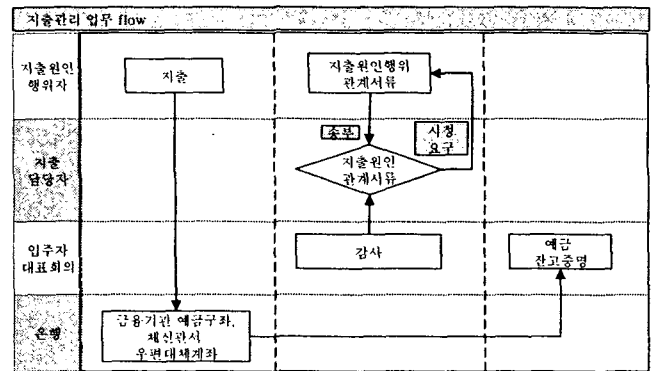 지출관리 업무 flow
지출원인
행위자
지출
지출원인행위
관계서류
송부
시정
요구
지출
담당자
지출원인
관계서류
입주자
대표회의
감사
예금
잔고증명
은행
금융기관 예금구좌,
체신관서
우편대체계좌